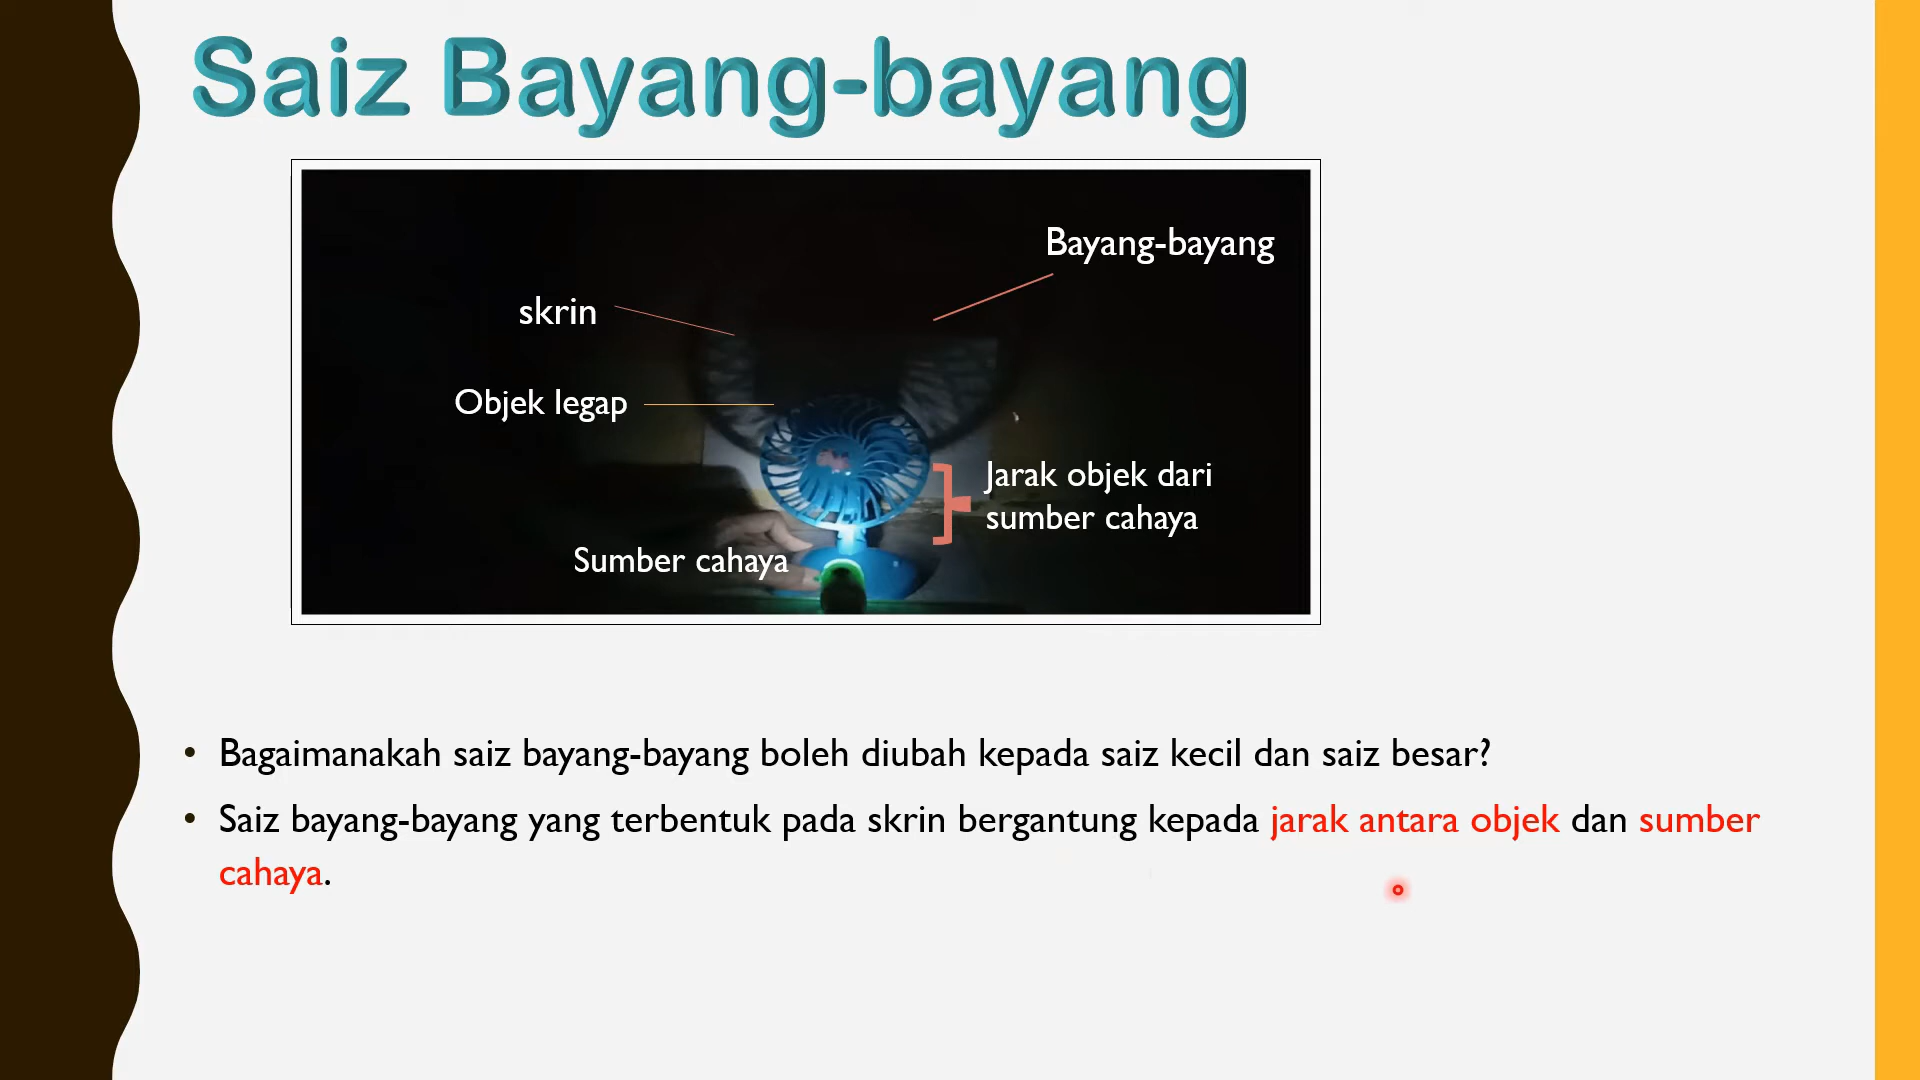 Saiz Bayang-bayang
Bayang-bayang
skrin
Objek legap
Jarak objek dari
sumber cahaya
Sumber cahaya
• Bagaimanakah saiz bayang-bayang boleh diubah kepada saiz kecil dan saiz besar?
• Saiz bayang-bayang yang terbentuk pada skrin bergantung kepada jarak antara objek dan sumber
cahaya.